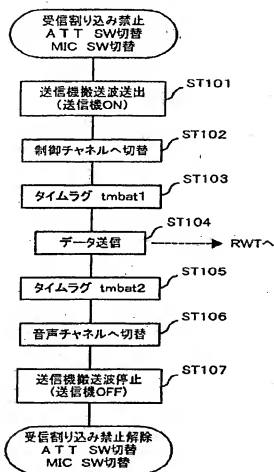 受信割り込み禁止
ATT SW切替
MIC SW切替
ST101
送信機搬送波送出
(送信機ON)
ST102
制御チャネルへ切替
ST103
タイムラグ tmbat1
ST104
データ送信
RWTへ
ST105
タイムラグ tmbat2
ST106
音声チャネルへ切替
ST107
送信機搬送波停止
(送信機OFF)
受信割り込み禁止解除
ATT SW切替
MIC SW切替